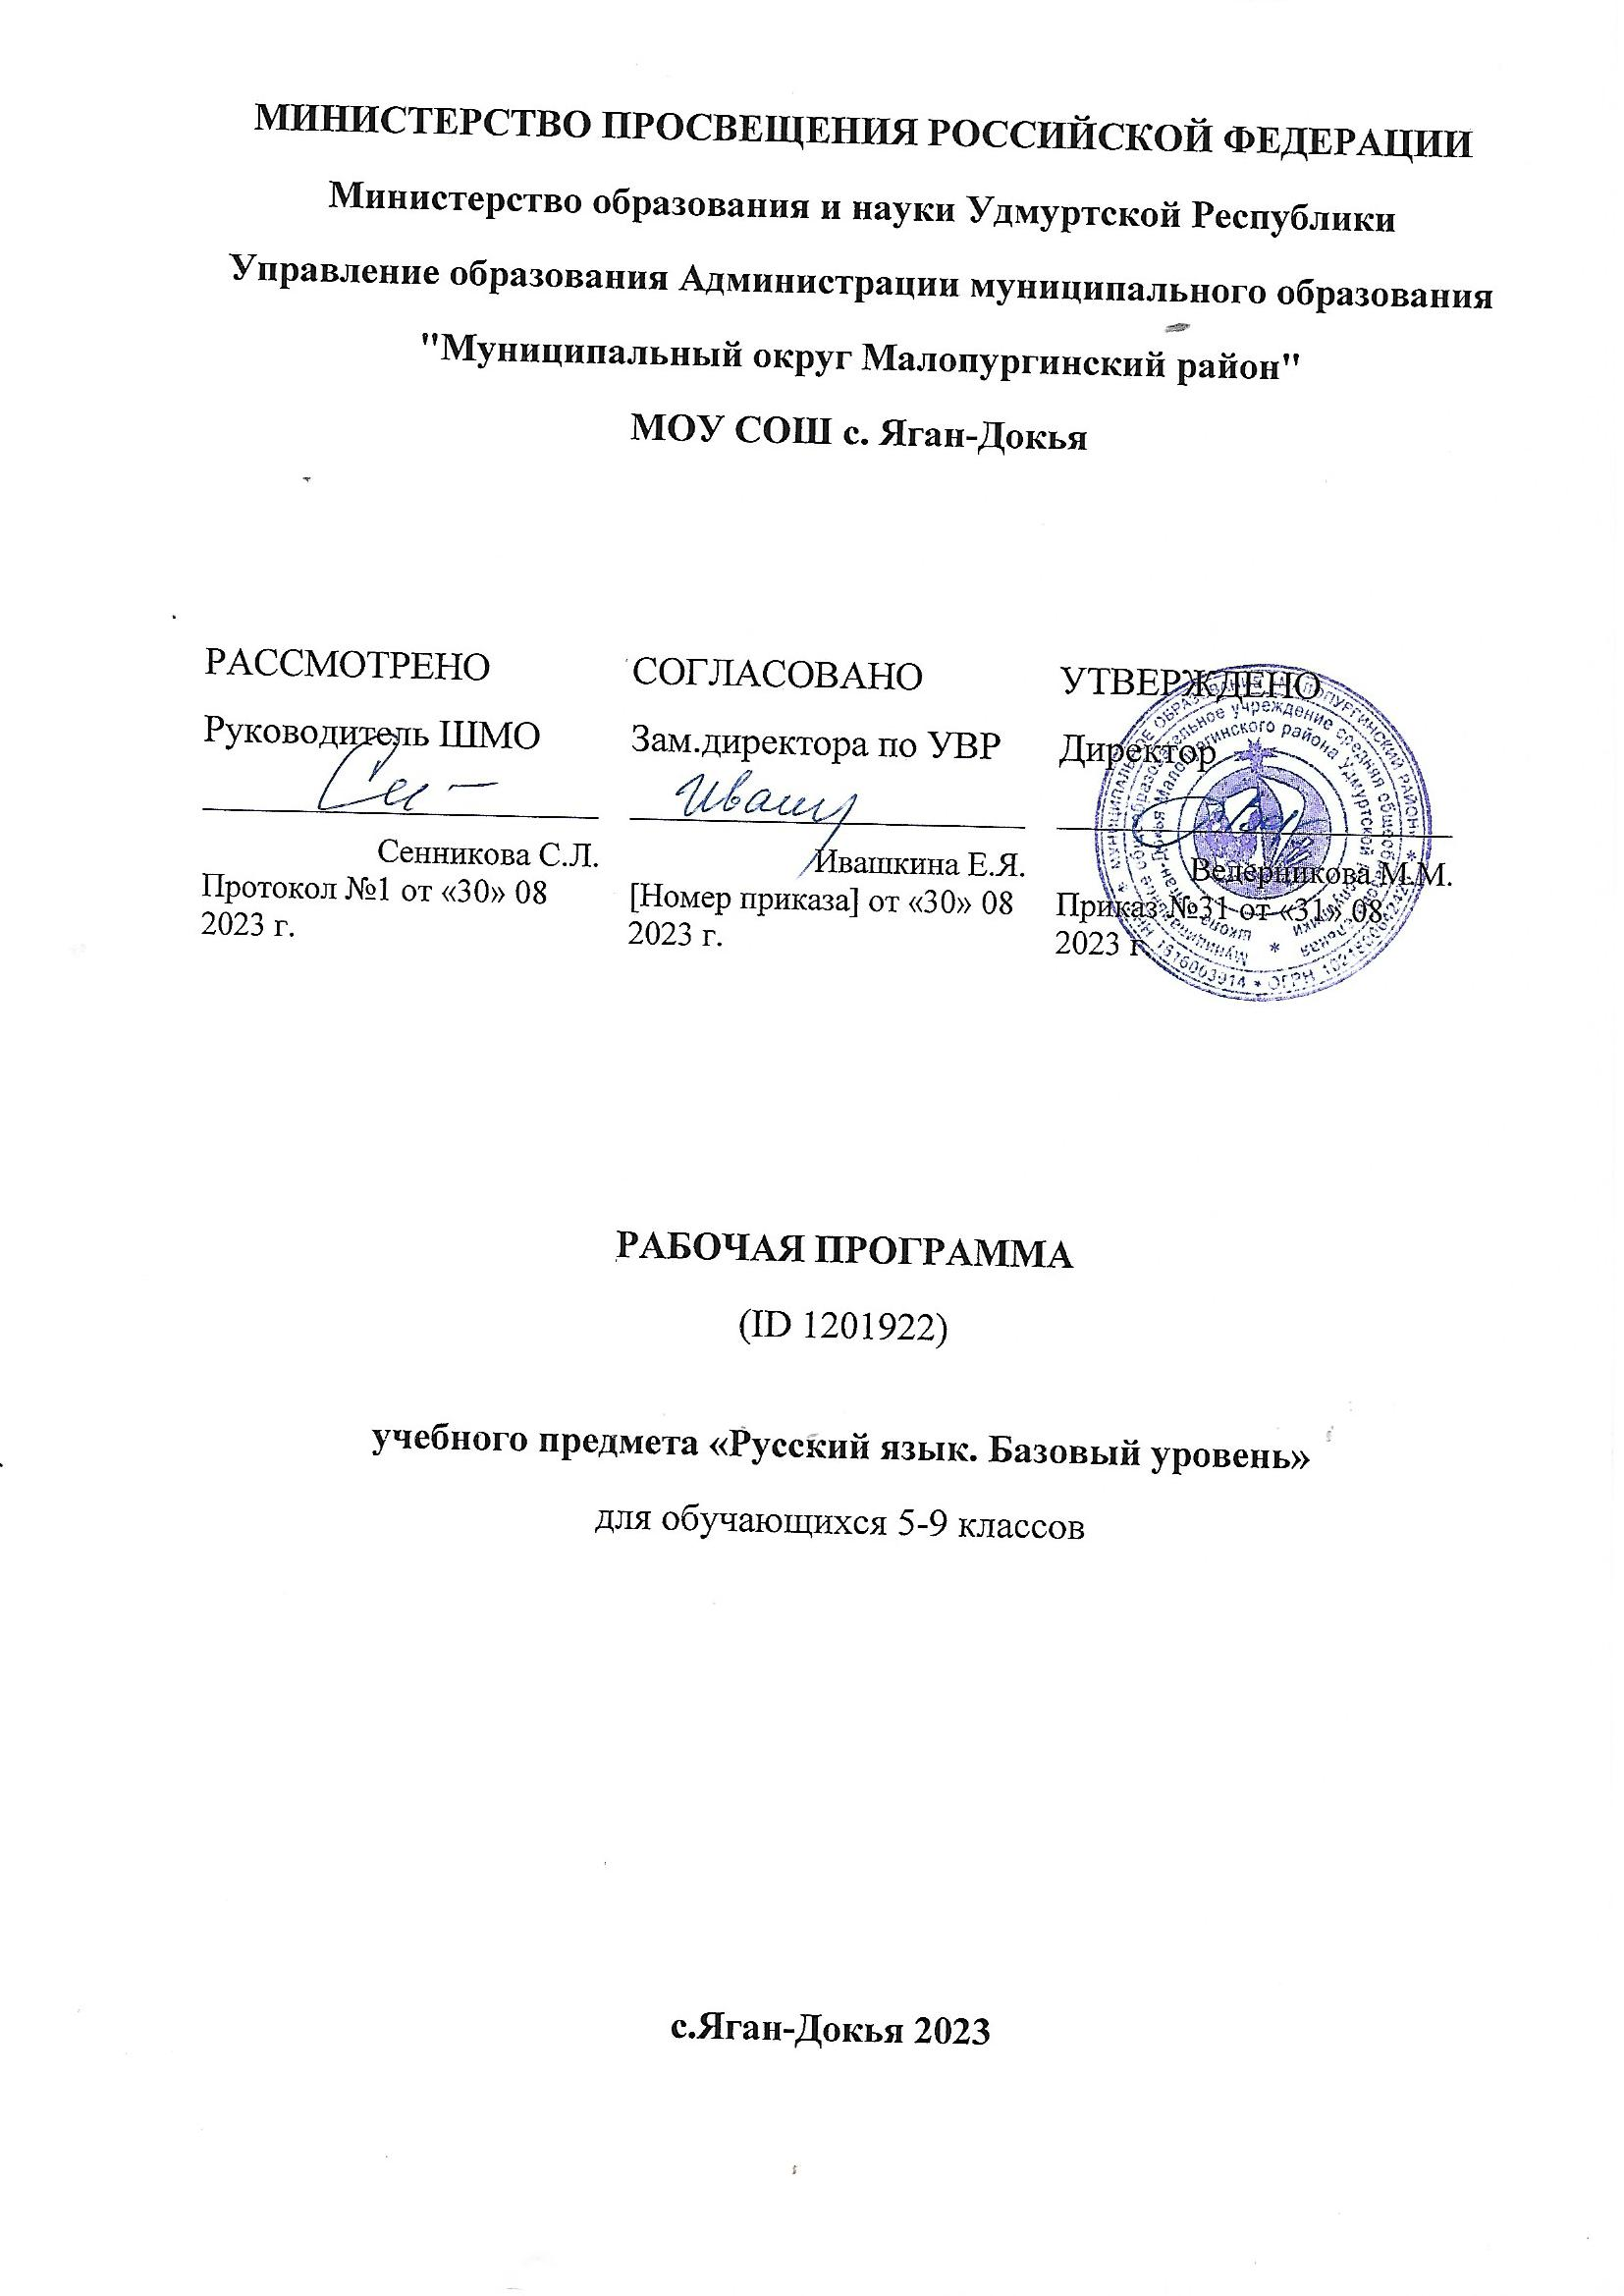 МИНИСТЕРСТВО ПРОСВЕЩЕНИЯ РОССИЙСКОЙ ФЕДЕРАЦИИ
Министерство образования и науки Удмуртской Республики
Управление образования Администрации муниципального образования
"Муниципальный округ Малопургинский район"
МОУ СОШ с. Яган-Докья
РАССМОТРЕНО
Руководитель ШМО
Сенникова С.Л.
Протокол №1 от «30» 08
2023 г.
СОГЛАСОВАНО
Зам.директора по УВР
Ивашкина Е.Я.
[Номер приказа] от «30» 08
2023 г.
УТВЕРЖДЕНО
Директор
Ведерникова М.М.
Приказ №31 от «31» 08
2023 г.
РАБОЧАЯ ПРОГРАММА
(ID 1201922)
учебного предмета «Русский язык. Базовый уровень»
для обучающихся 5-9 классов
с.Яган-Докья 2023